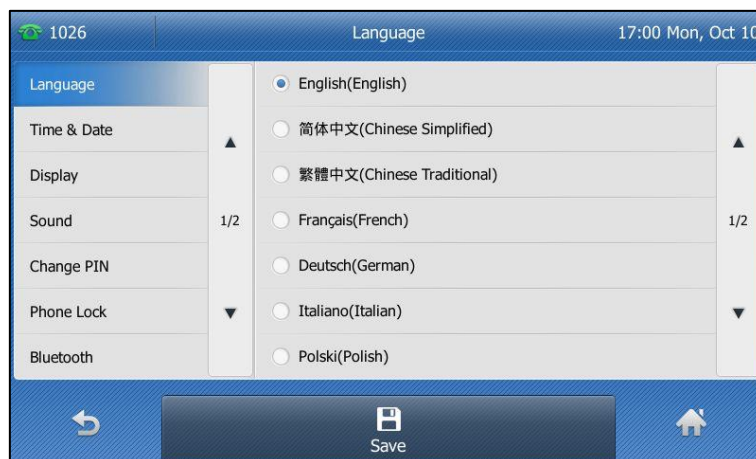 1026 Language 17:00 Mon, Oct 10
Language
Time & Date
Display
Sound
Change PIN
Phone Lock
Bluetooth
1/2
English(English)
简体中文(Chinese Simplified)
繁體中文(Chinese Traditional)
Français(French)
Deutsch(German)
Italiano(Italian)
Polski(Polish)
1/2
Save